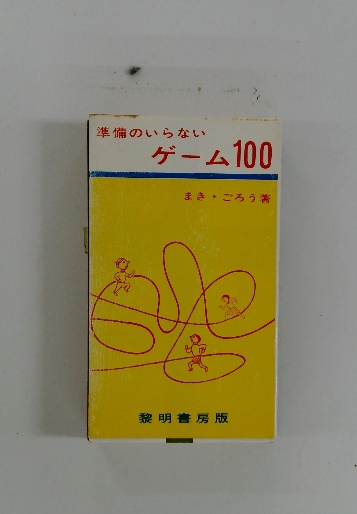 準備のいらない
ゲーム100
まき・ごろう著
黎明書房版